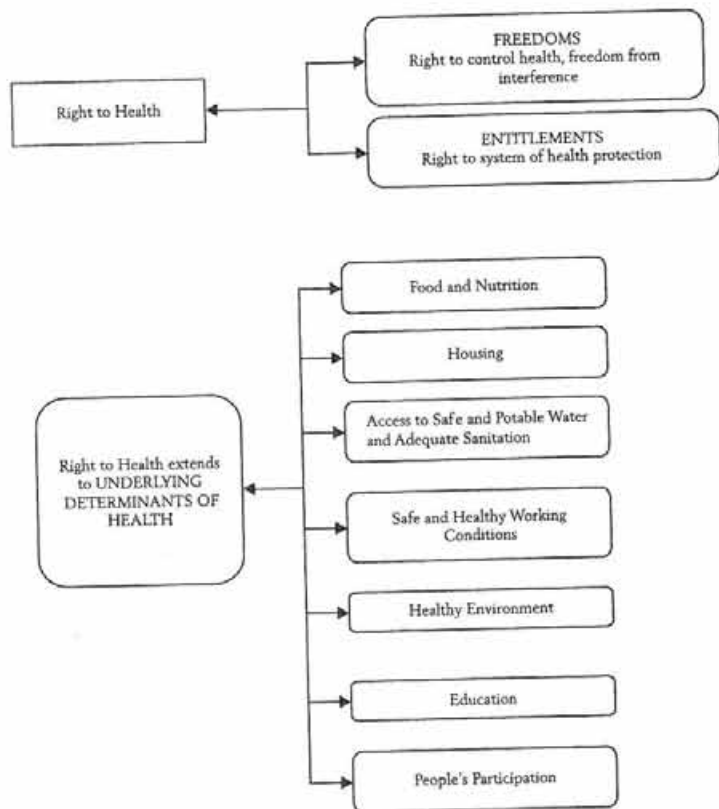 FREEDOMS
Right to control health, freedom from
interference
Right to Health
ENTITLEMENTS
Right to system of health protection
Food and Nutrition
Housing
Access to Safe and Potable Water
and Adequate Sanitation
Right to Health extends
to UNDERLYING
DETERMINANTS OF
HEALTH
Safe and Healthy Working
Conditions
Healthy Environment
Education
People's Participation